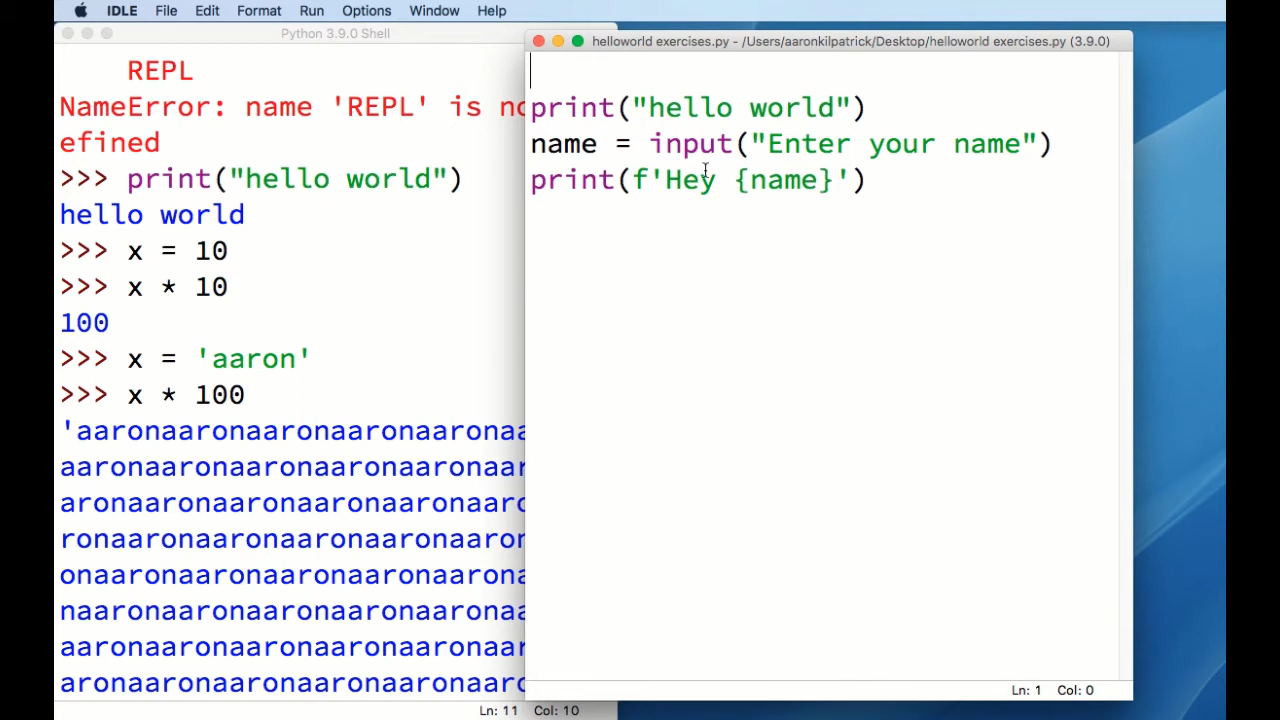 IDLE File Edit Format Run Options Window Help
Python 3.9.0 Shell
REPL
NameError: name 'REPL' is no
efined
>>> print("hello world")
hello world
>>> x = 10
>>> x * 10
100
>>> x = 'aaron'
>>> x * 100
'aaronaaronaaronaaronaaronaa
aaronaaronaaronaaronaaronaar
aronaaronaaronaaronaaronaaro
ronaaronaaronaaronaaronaaron
onaaronaaronaaronaaronaarona
naaronaaronaaronaaronaaronaa
aaronaaronaaronaaronaaronaar
aronaaronaaronaaronaaronaaro
Ln: 11 Col: 10
helloworld exercises.py - /Users/aaronkilpatrick/Desktop/helloworld exercises.py (3.9.0)
print("hello world")
name = input("Enter your name")
print(f'Hey {name}')
Ln: 1 Col: 0